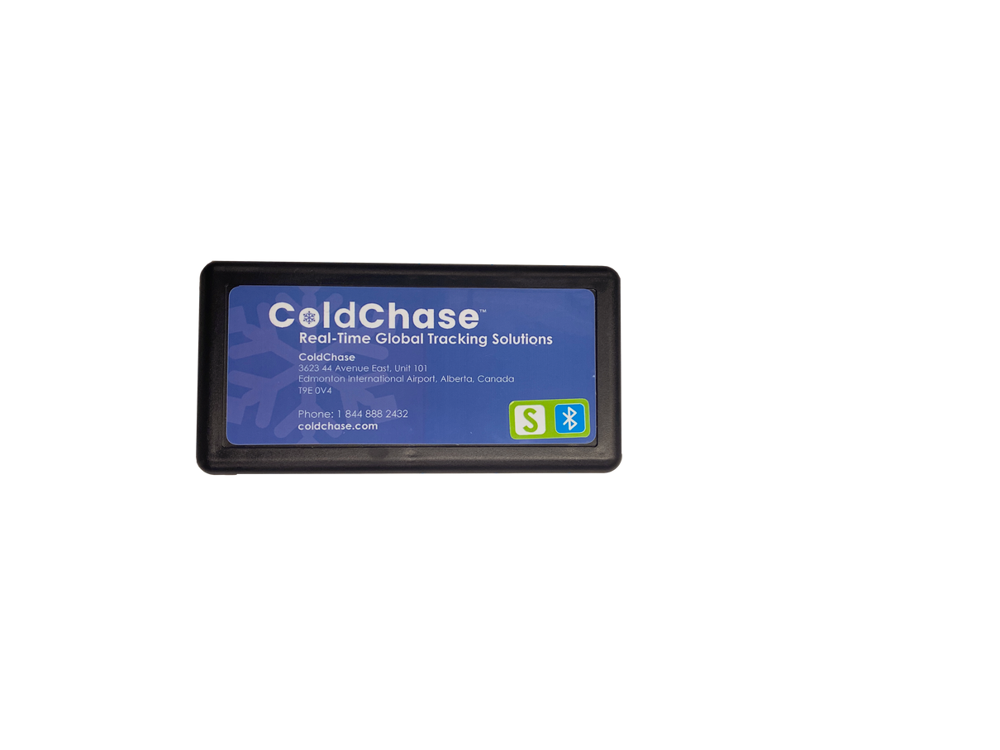 ColdChase™
Real-Time Global Tracking Solutions
ColdChase
3623 44 Avenue East, Unit 101
Edmonton International Airport, Alberta, Canada
T9E 0V4
Phone: 1 844 888 2432
coldchase.com
S